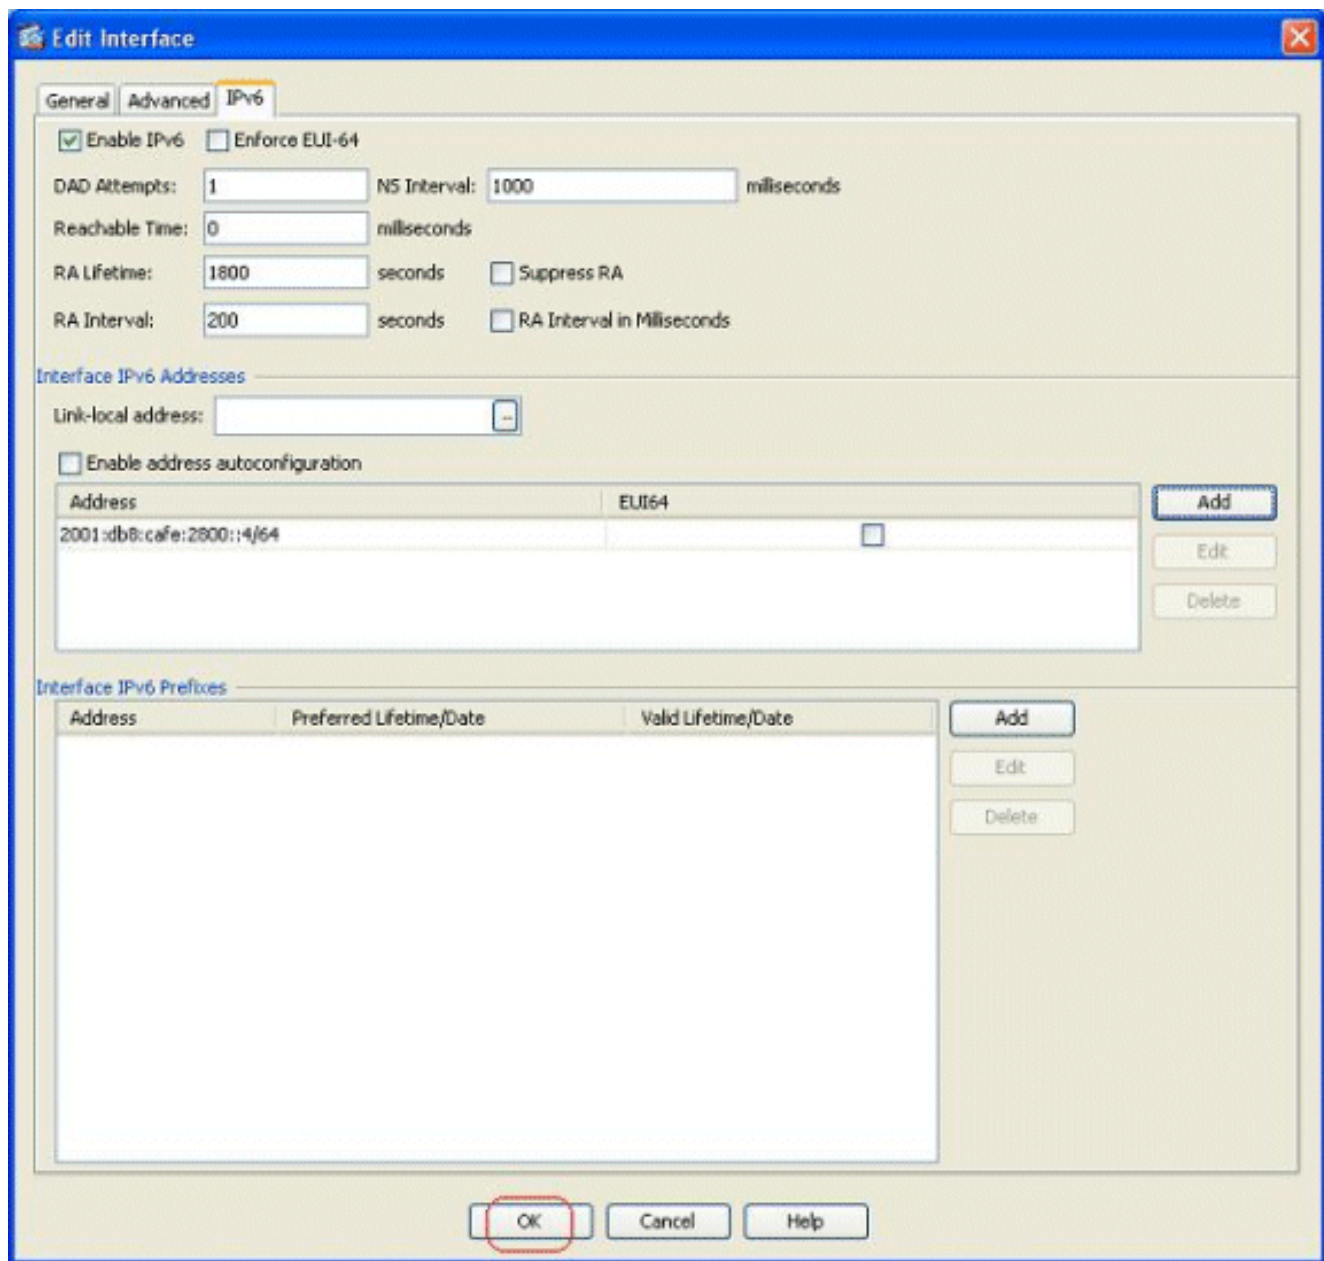 Edit Interface
General Advanced IPv6
Enable IPv6 Enforce EUI-64
DAD Attempts: 1 NS Interval: 1000 milliseconds
Reachable Time: 0 milliseconds
RA Lifetime: 1800 seconds Suppress RA
RA Interval: 200 seconds RA Interval in Milliseconds
Interface IPv6 Addresses
Link-local address: ...
Enable address autoconfiguration
Address EUI64 Add
2001:db8:cafe:2800::4/64
Edit
Delete
Interface IPv6 Prefixes
Address Preferred Lifetime/Date Valid Lifetime/Date Add
Edit
Delete
OK Cancel Help